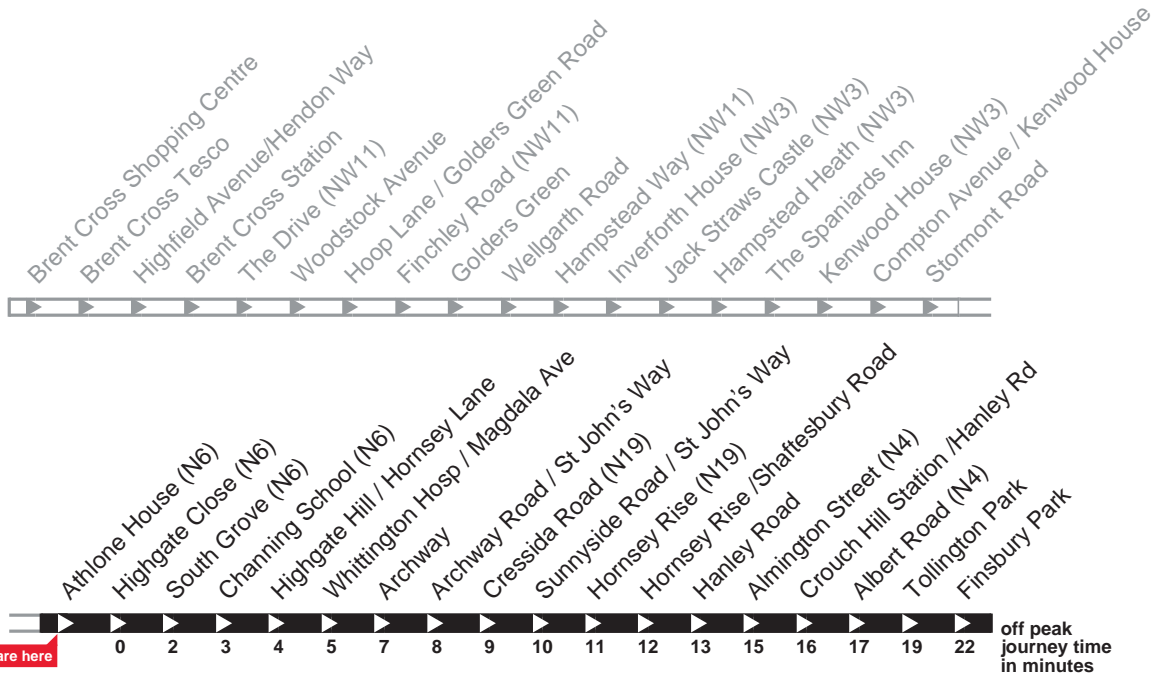 Brent Cross Shopping Centre
Brent Cross Tesco
Highfield Avenue/Hendon Way
Brent Cross Station
The Drive (NW11)
Woodstock Avenue
Hoop Lane / Golders Green Road
Finchley Road (NW11)
Golders Green
Wellgarth Road
Hampstead Way (NW11)
Inverforth House (NW3)
Jack Straws Castle (NW3)
Hampstead Heath (NW3)
The Spaniards Inn
Kenwood House (NW3)
Compton Avenue / Kenwood House
Stormont Road
Athlone House (N6)
Highgate Close (N6)
South Grove (N6)
Channing School (N6)
Highgate Hill / Hornsey Lane
Whittington Hosp / Magdala Ave
Archway
Archway Road / St John's Way
Cressida Road (N19)
Sunnyside Road / St John's Way
Hornsey Rise (N19)
Hornsey Rise /Shaftesbury Road
Hanley Road
Almington Street (N4)
Crouch Hill Station /Hanley Rd
Albert Road (N4)
Tollington Park
Finsbury Park
are here
0 2 3 4 5 7 8 9 10 11 12 13 15 16 17 19 22
off peak
journey time
in minutes